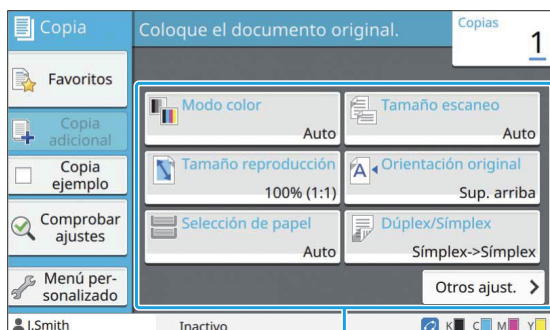 Copia
Coloque el documento original.
Copias
1
Favoritos
Copia
adicional
Copia
ejemplo
Comprobar
ajustes
Menú per-
sonalizado
Modo color
Auto
Tamaño escaneo
Auto
Tamaño reproducción
100% (1:1)
Orientación original
Sup. arriba
Selección de papel
Auto
Dúplex/Símplex
Símplex->Símplex
Otros ajust.
J.Smith
Inactivo
K C M Y